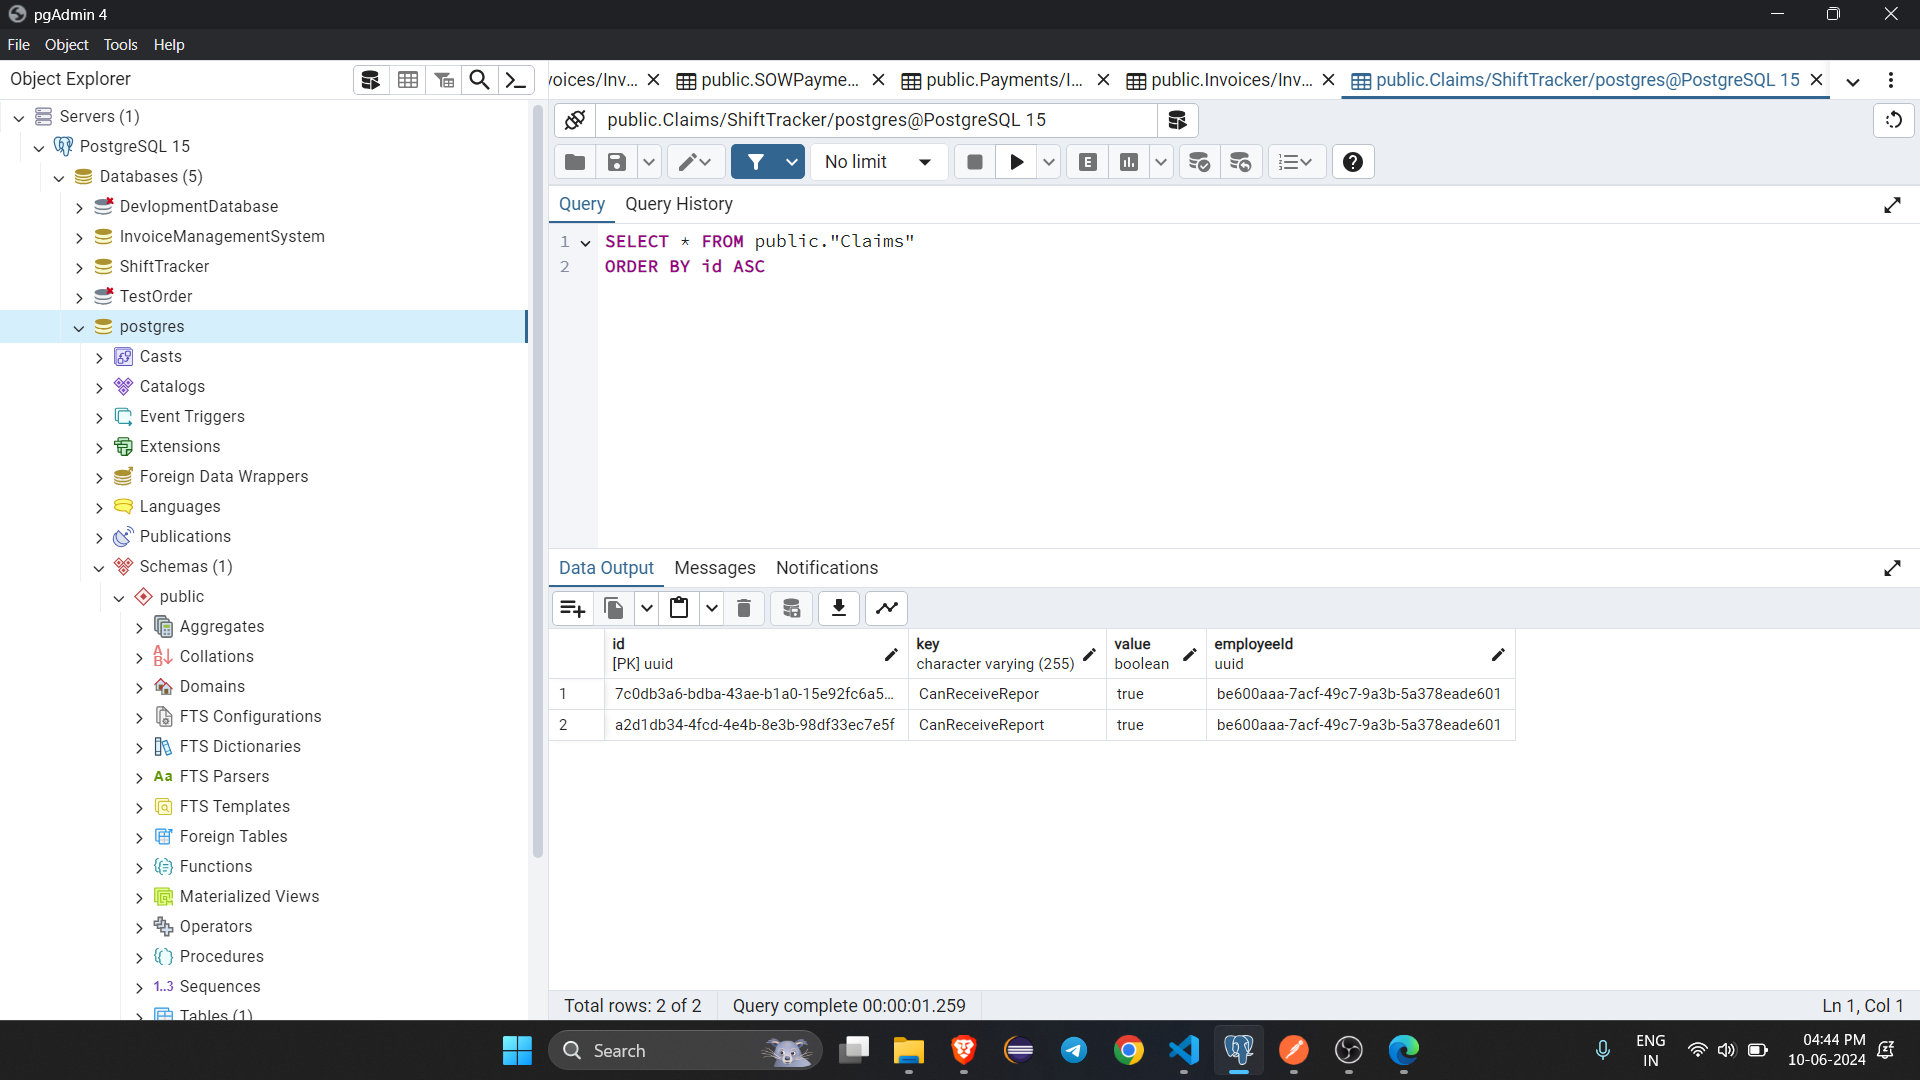 pgAdmin 4
File Object Tools Help
Object Explorer
voices/Inv... public.SOWPayme... public.Payments/I... public.Invoices/Inv... public.Claims/ShiftTracker/postgres@PostgreSQL 15
Servers (1)
PostgreSQL 15
Databases (5)
DevlopmentDatabase
InvoiceManagementSystem
ShiftTracker
TestOrder
postgres
Casts
Catalogs
Event Triggers
Extensions
Foreign Data Wrappers
Languages
Publications
Schemas (1)
public
Aggregates
Collations
Domains
FTS Configurations
FTS Dictionaries
Aa FTS Parsers
FTS Templates
Foreign Tables
Functions
Materialized Views
Operators
Procedures
1..3 Sequences
Tables (1)
public.Claims/ShiftTracker/postgres@PostgreSQL 15
No limit
E
Query Query History
1 SELECT * FROM public."Claims"
2 ORDER BY id ASC
Data Output Messages Notifications
id key value employeeId
[PK] uuid character varying (255) boolean uuid
1 7c0db3a6-bdba-43ae-b1a0-15e92fc6a5... CanReceiveRepor true be600aaa-7acf-49c7-9a3b-5a378eade601
2 a2d1db34-4fcd-4e4b-8e3b-98df33ec7e5f CanReceiveReport true be600aaa-7acf-49c7-9a3b-5a378eade601
Total rows: 2 of 2 Query complete 00:00:01.259 Ln 1, Col 1
Search
ENG
IN
04:44 PM
10-06-2024